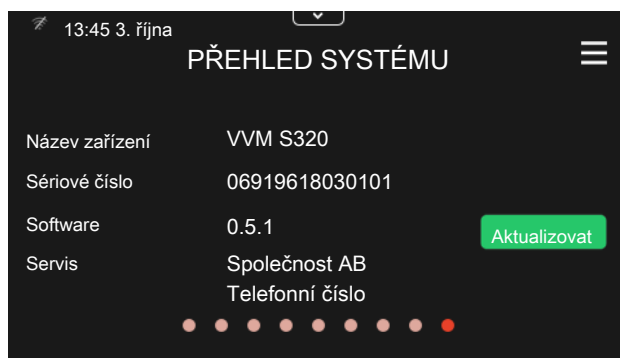 13:45 3. října
PŘEHLED SYSTÉMU
Název zařízení VVM S320
Sériové číslo 06919618030101
Software 0.5.1 Aktualizovat
Servis Společnost AB
Telefonní číslo